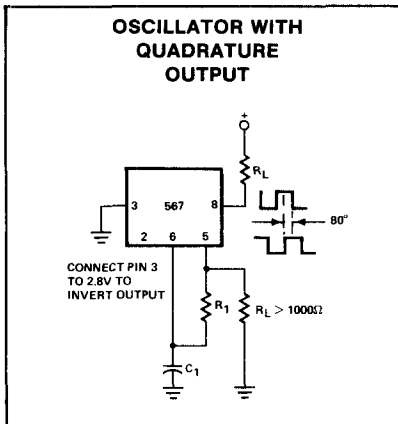 OSCILLATOR WITH
QUADRATURE
OUTPUT
+
RL
3
567
8
80°
2
6
5
CONNECT PIN 3
TO 2.8V TO
INVERT OUTPUT
R1
RL > 1000Ω
C1